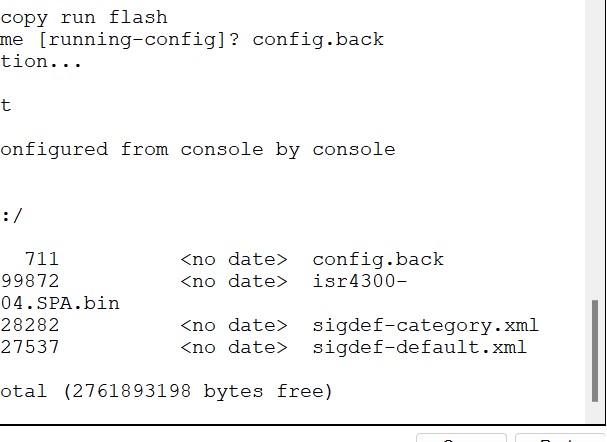 copy run flash
me [running-config]? config.back
tion...
t
onfigured from console by console
:/
711 <no date> config.back
99872 <no date> isr4300-
04.SPA.bin
28282 <no date> sigdef-category.xml
27537 <no date> sigdef-default.xml
otal (2761893198 bytes free)